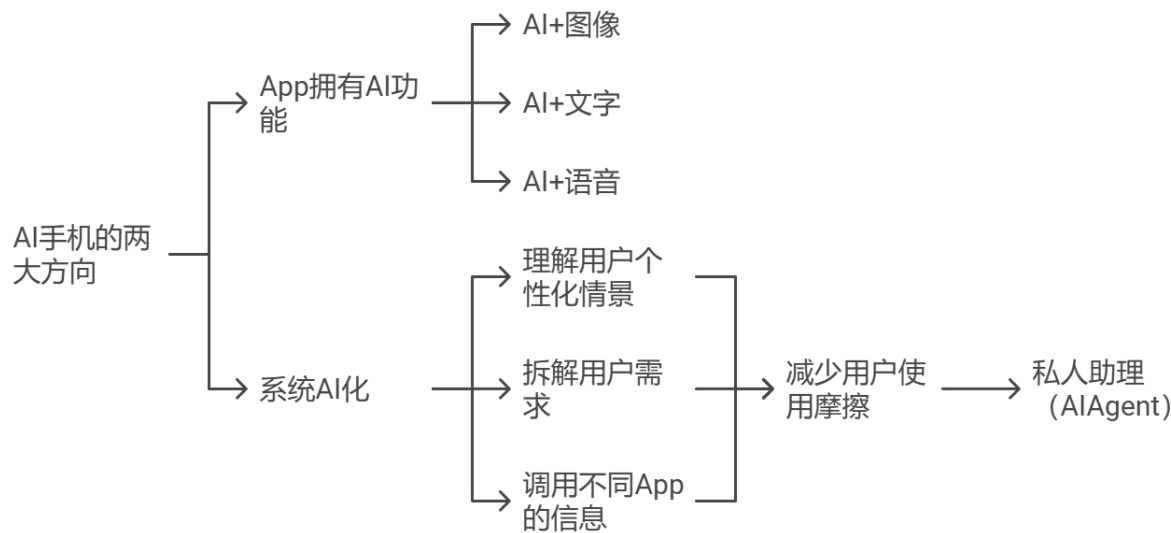 AI+图像
App拥有AI功
能
AI+文字
AI+语音
AI手机的两
大方向
理解用户个
性化情景
系统AI化
拆解用户需
求
调用不同App
的信息
减少用户使
用摩擦
私人助理
（AIAgent）